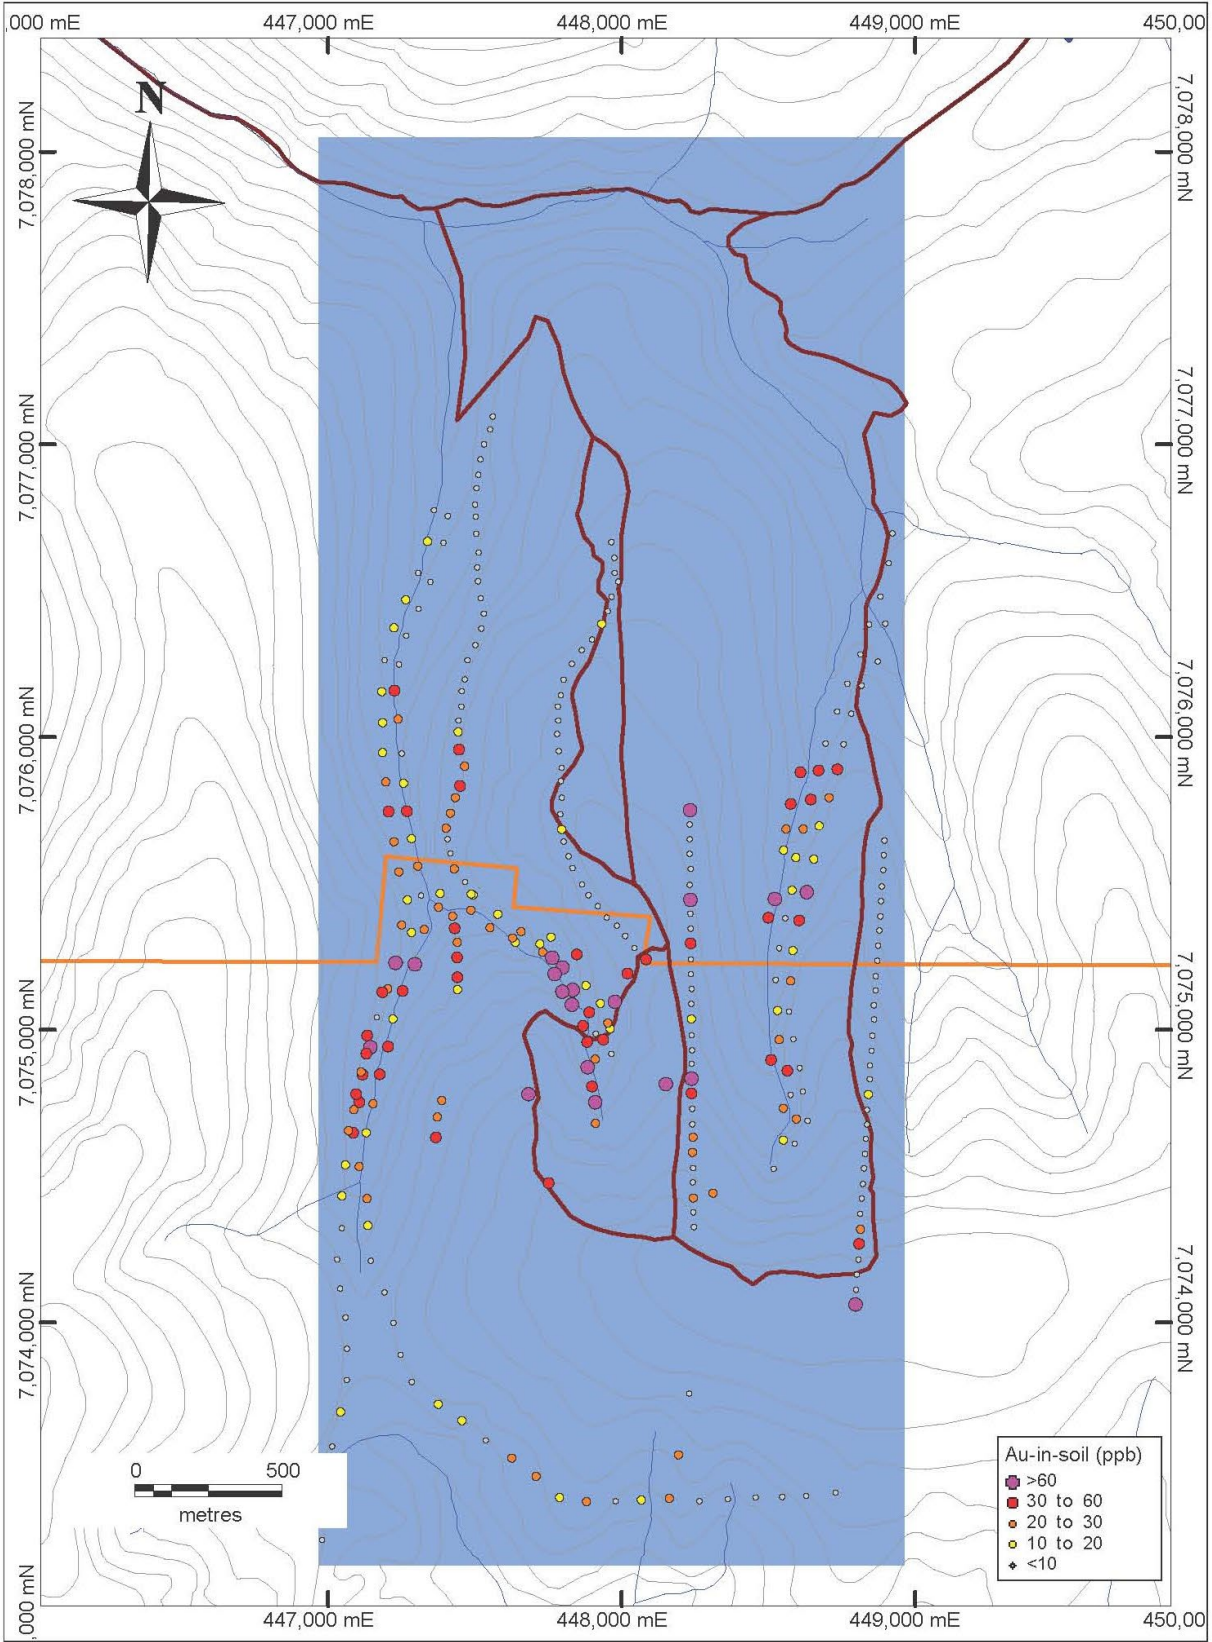 ,000 mE 447,000 mE 448,000 mE 449,000 mE 450,00
N
7,078,000 mN
7,078,000 mN
7,077,000 mN
7,077,000 mN
7,076,000 mN
7,076,000 mN
7,075,000 mN
7,075,000 mN
7,074,000 mN
7,074,000 mN
,000 mN
0 500
metres
Au-in-soil (ppb)
>60
30 to 60
20 to 30
10 to 20
<10
447,000 mE 448,000 mE 449,000 mE 450,00